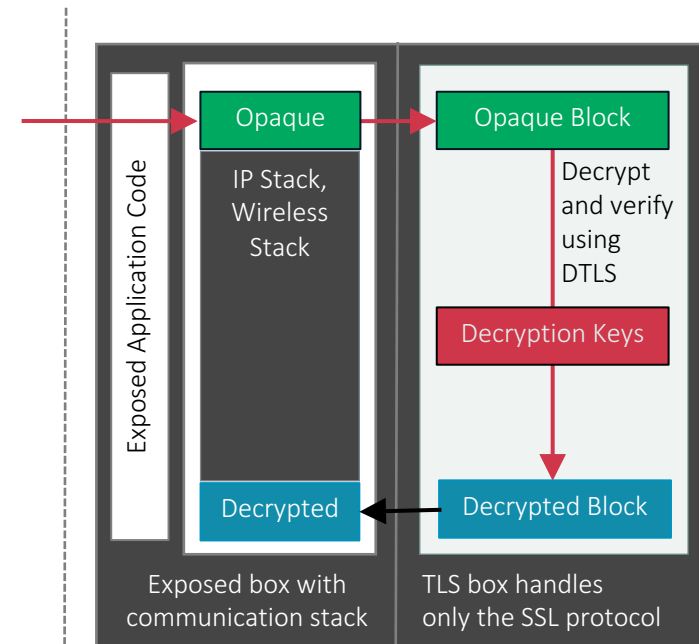 Exposed Application Code
Opaque
IP Stack,
Wireless
Stack
Decrypted
Exposed box with
communication stack
Opaque Block
Decrypt
and verify
using
DTLS
Decryption Keys
Decrypted Block
TLS box handles
only the SSL protocol